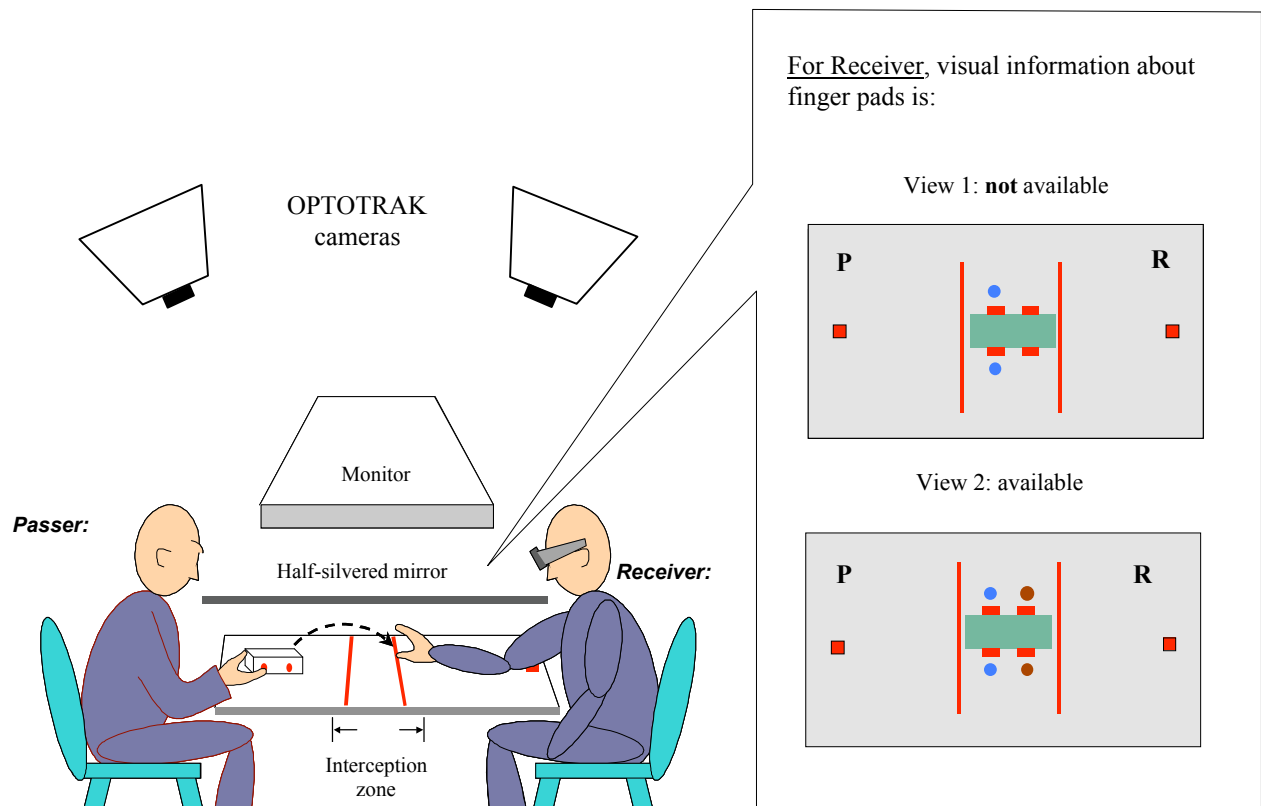 For Receiver, visual information about
finger pads is:
View 1: not available
OPTOTRAK
cameras
P
R
Monitor
View 2: available
Passer:
Half-silvered mirror
Receiver:
P
R
Interception
zone